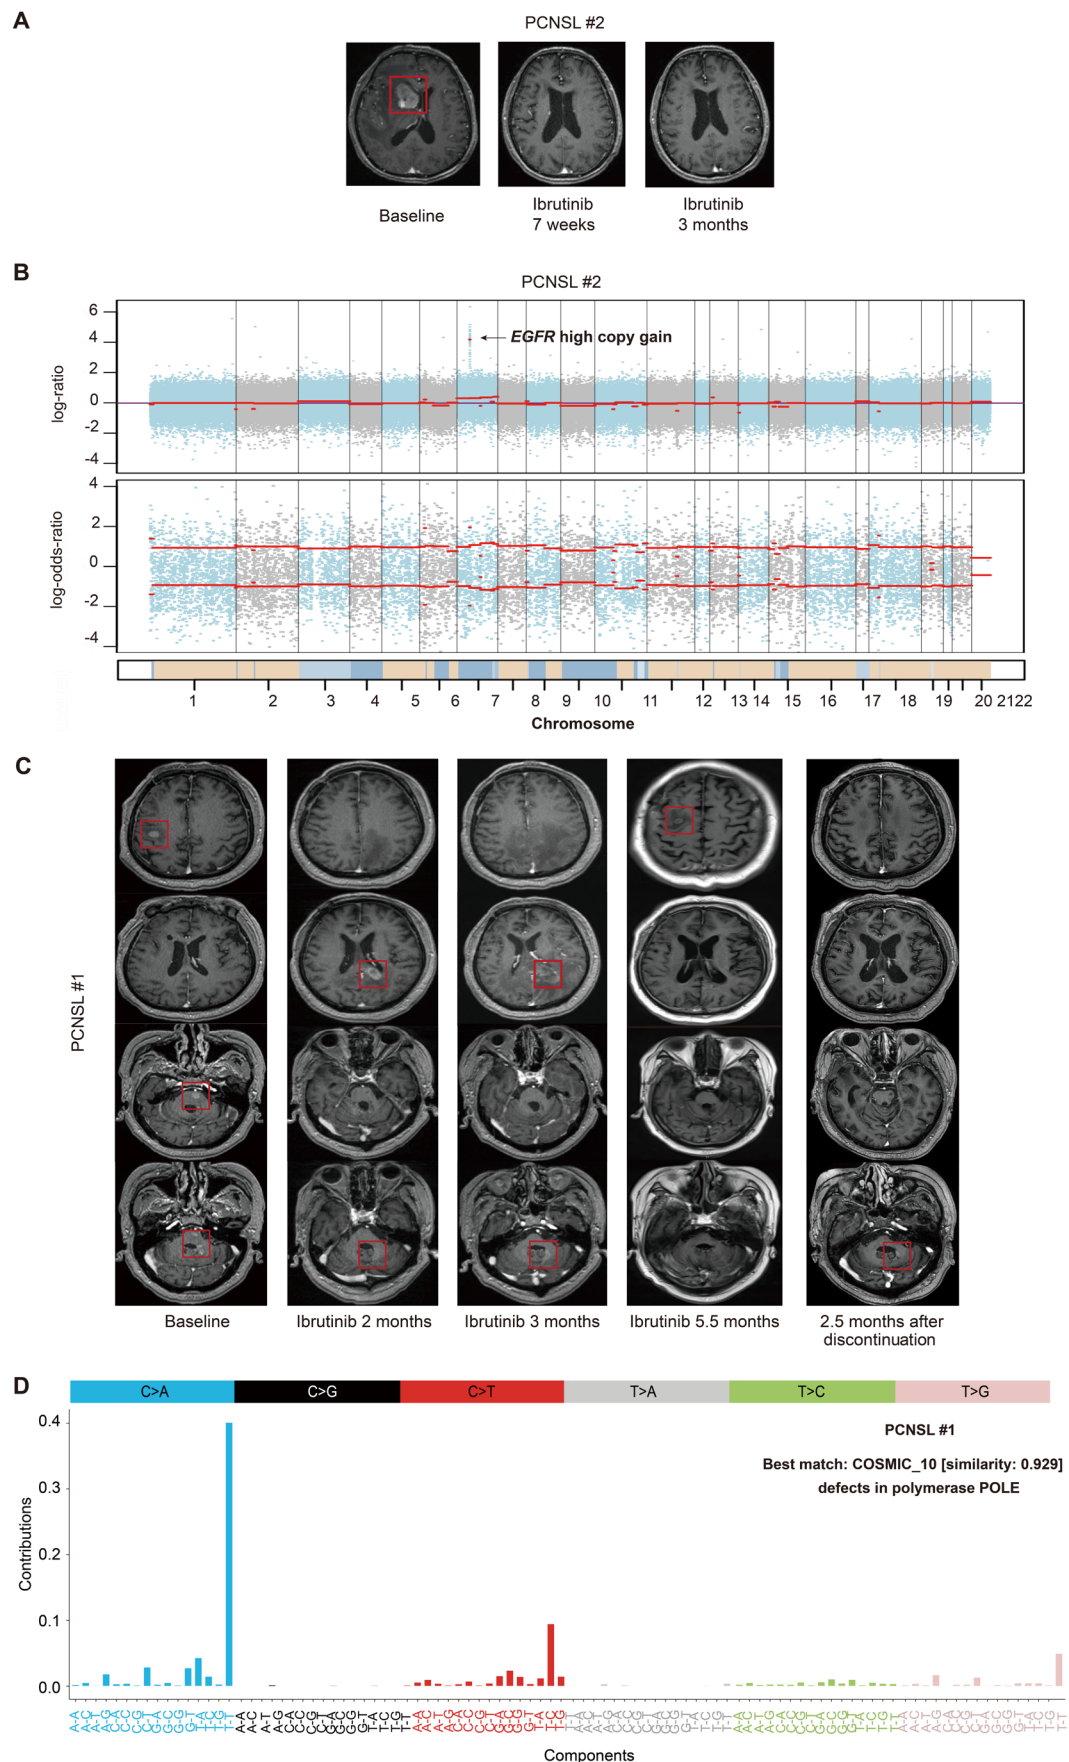 A
PCNSL #2
Baseline
Ibrutinib
7 weeks
Ibrutinib
3 months
B
PCNSL #2
6
4
2
0
-2
-4
log-ratio
EGFR high copy gain
4
2
0
-2
-4
log-odds-ratio
1 2 3 4 5 6 7 8 9 10 11 12 13 14 15 16 17 18 19 20 2122
Chromosome
C
PCNSL #1
Baseline
Ibrutinib 2 months
Ibrutinib 3 months
Ibrutinib 5.5 months
2.5 months after
discontinuation
D
C>A C>G C>T T>A T>C T>G
PCNSL #1
Best match: COSMIC_10 [similarity: 0.929]
defects in polymerase POLE
0.4
0.3
0.2
0.1
0.0
Contributions
Components